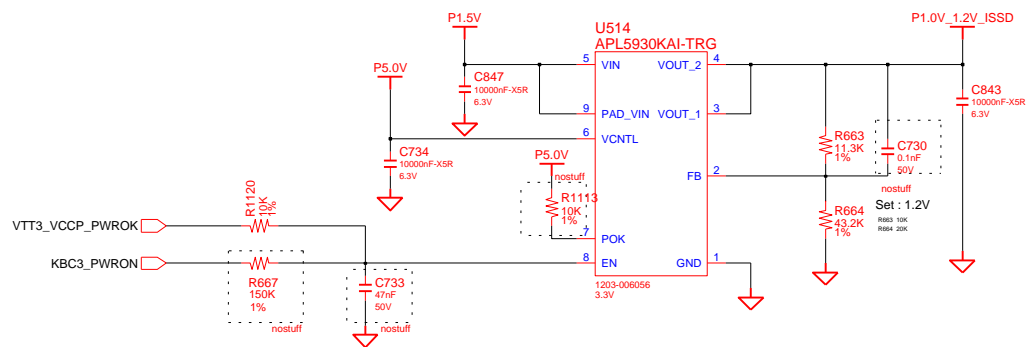 P1.5V
P5.0V
C847
10000nF-X5R
6.3V
C734
10000nF-X5R
6.3V
U514
APL5930KAI-TRG
5
VIN
VOUT_2
4
9
PAD_VIN
VOUT_1
3
6
VCNTL
FB
2
7
POK
8
EN
GND
1
1203-006056
3.3V
P5.0V
nostuff
R1113
10K
1%
VTT3_VCCP_PWROK
R1120
10K
1%
KBC3_PWRON
R667
150K
1%
nostuff
C733
47nF
50V
nostuff
P1.0V_1.2V_ISSD
R663
11.3K
1%
C730
0.1nF
50V
nostuff
C843
10000nF-X5R
6.3V
R664
43.2K
1%
Set : 1.2V
R663 10K
R664 20K